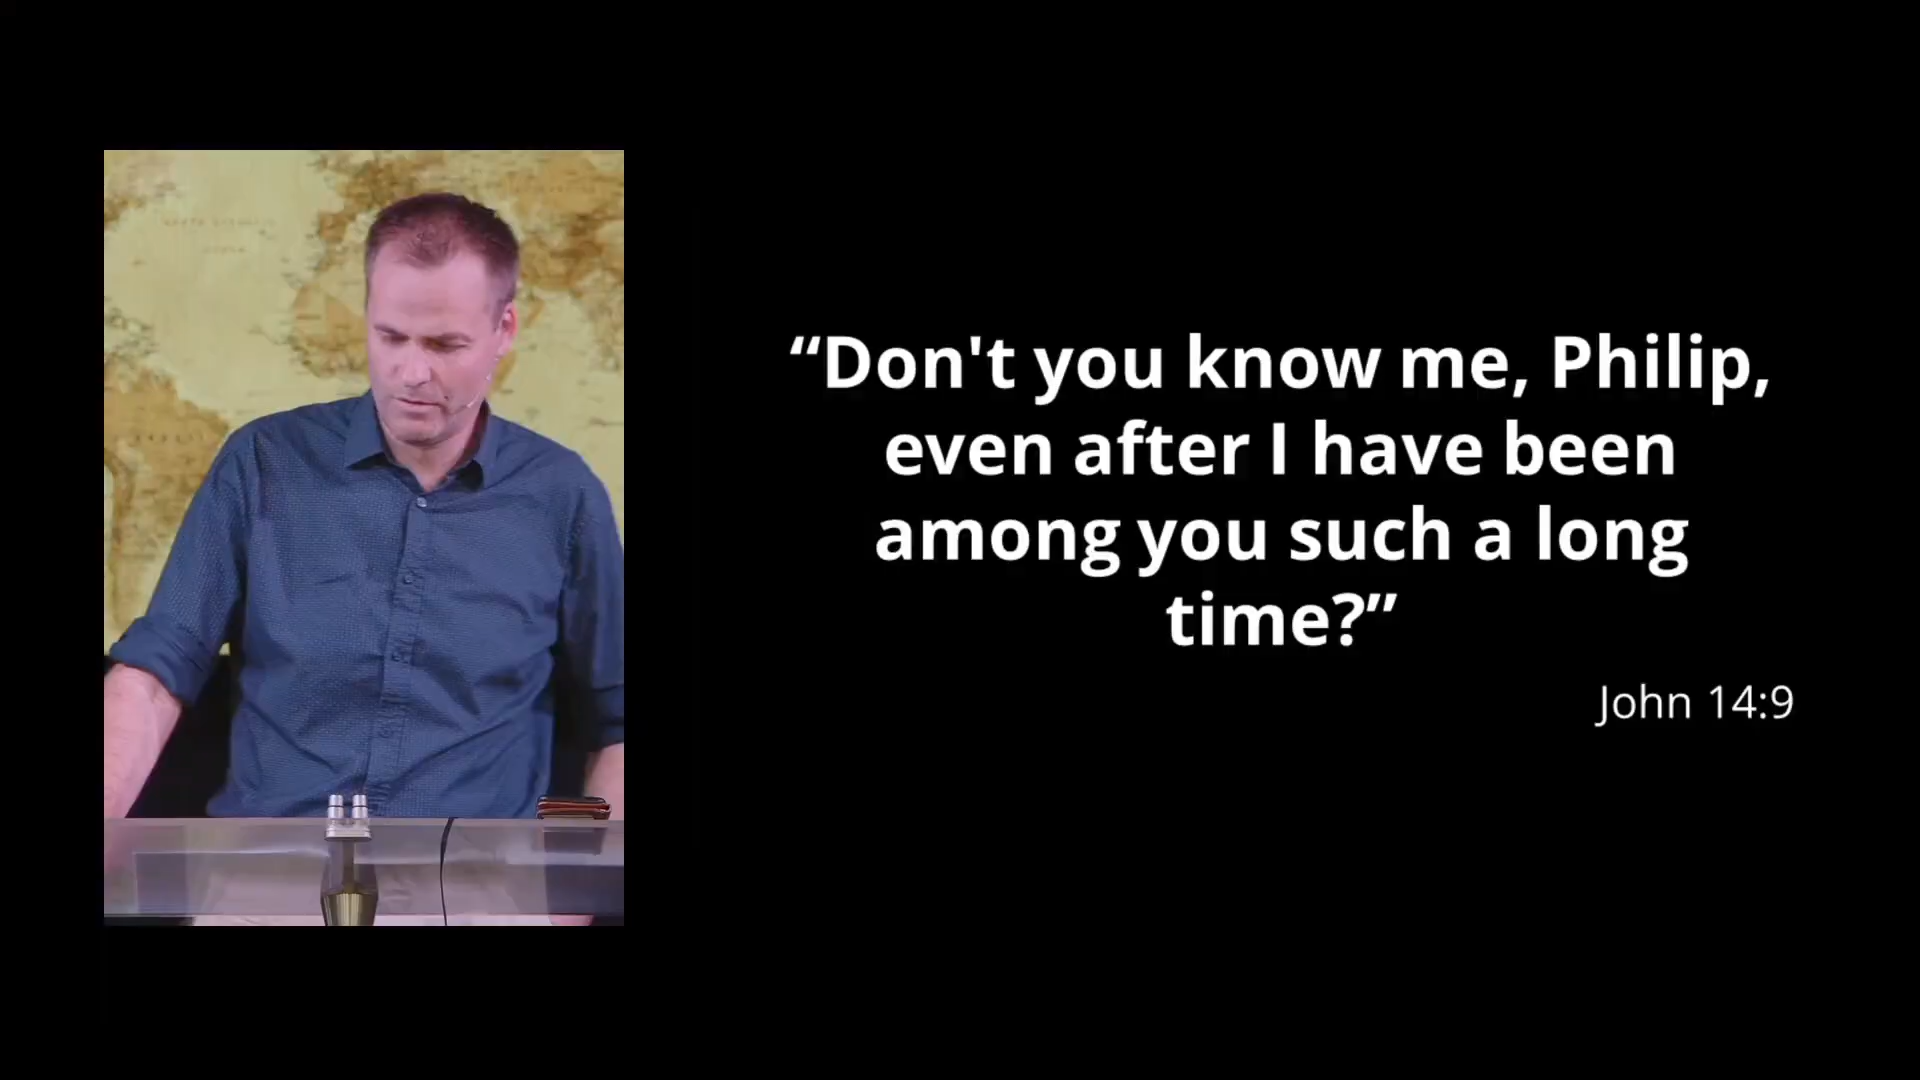 “Don't you know me, Philip,
even after I have been
among you such a long
time?”
John 14:9